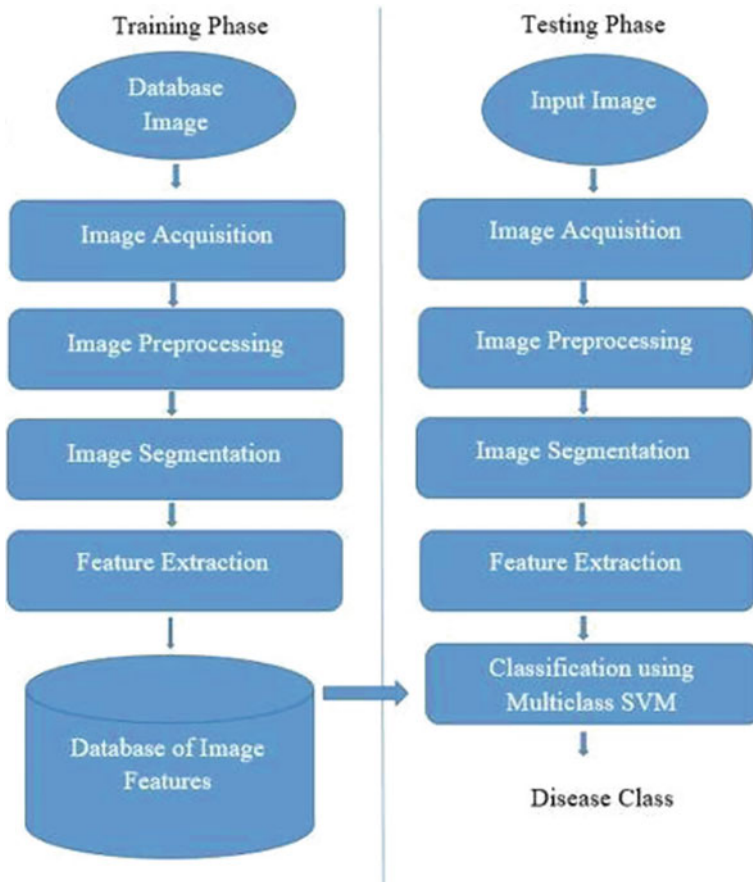 Training Phase
Database
Image
Image Acquisition
Image Preprocessing
Image Segmentation
Feature Extraction
Database of Image
Features
Testing Phase
Input Image
Image Acquisition
Image Preprocessing
Image Segmentation
Feature Extraction
Classification using
Multiclass SVM
Disease Class